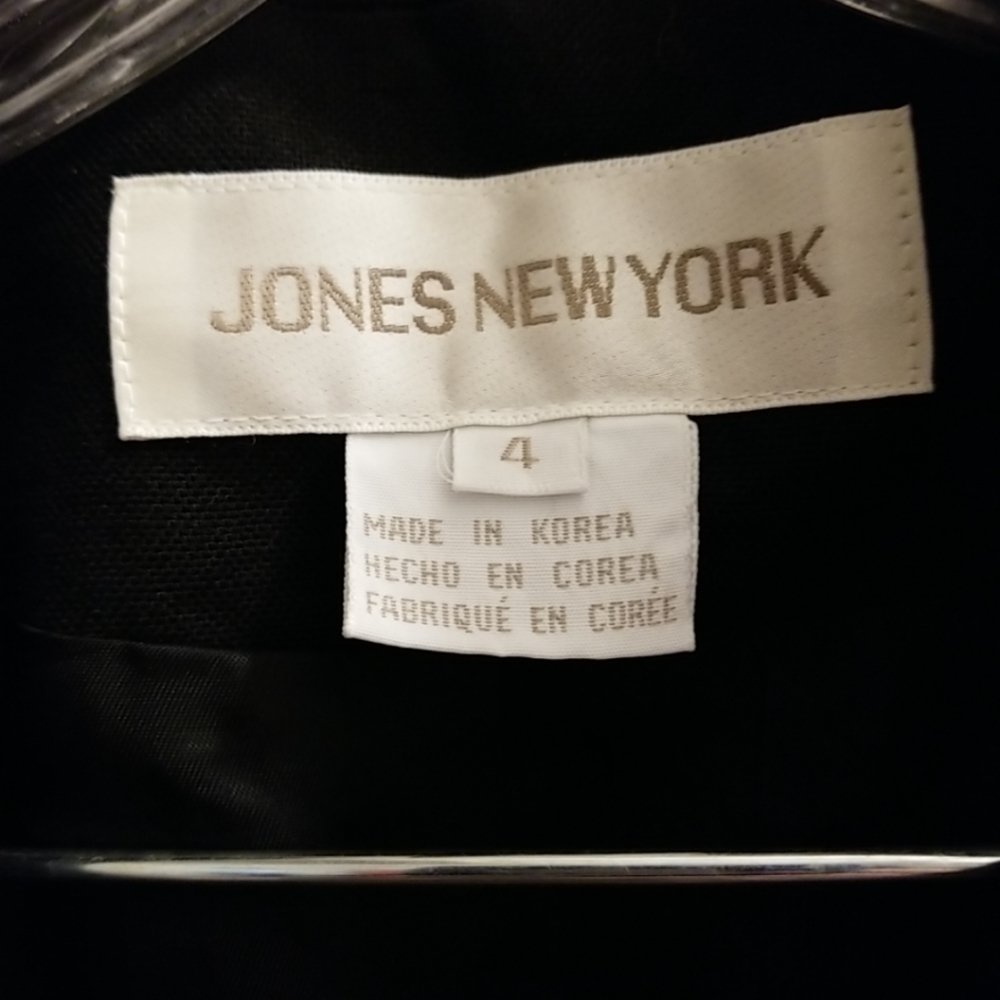 JONES NEW YORK
4
MADE IN KOREA
HECHO EN COREA
FABRIQUÉ EN CORÉE